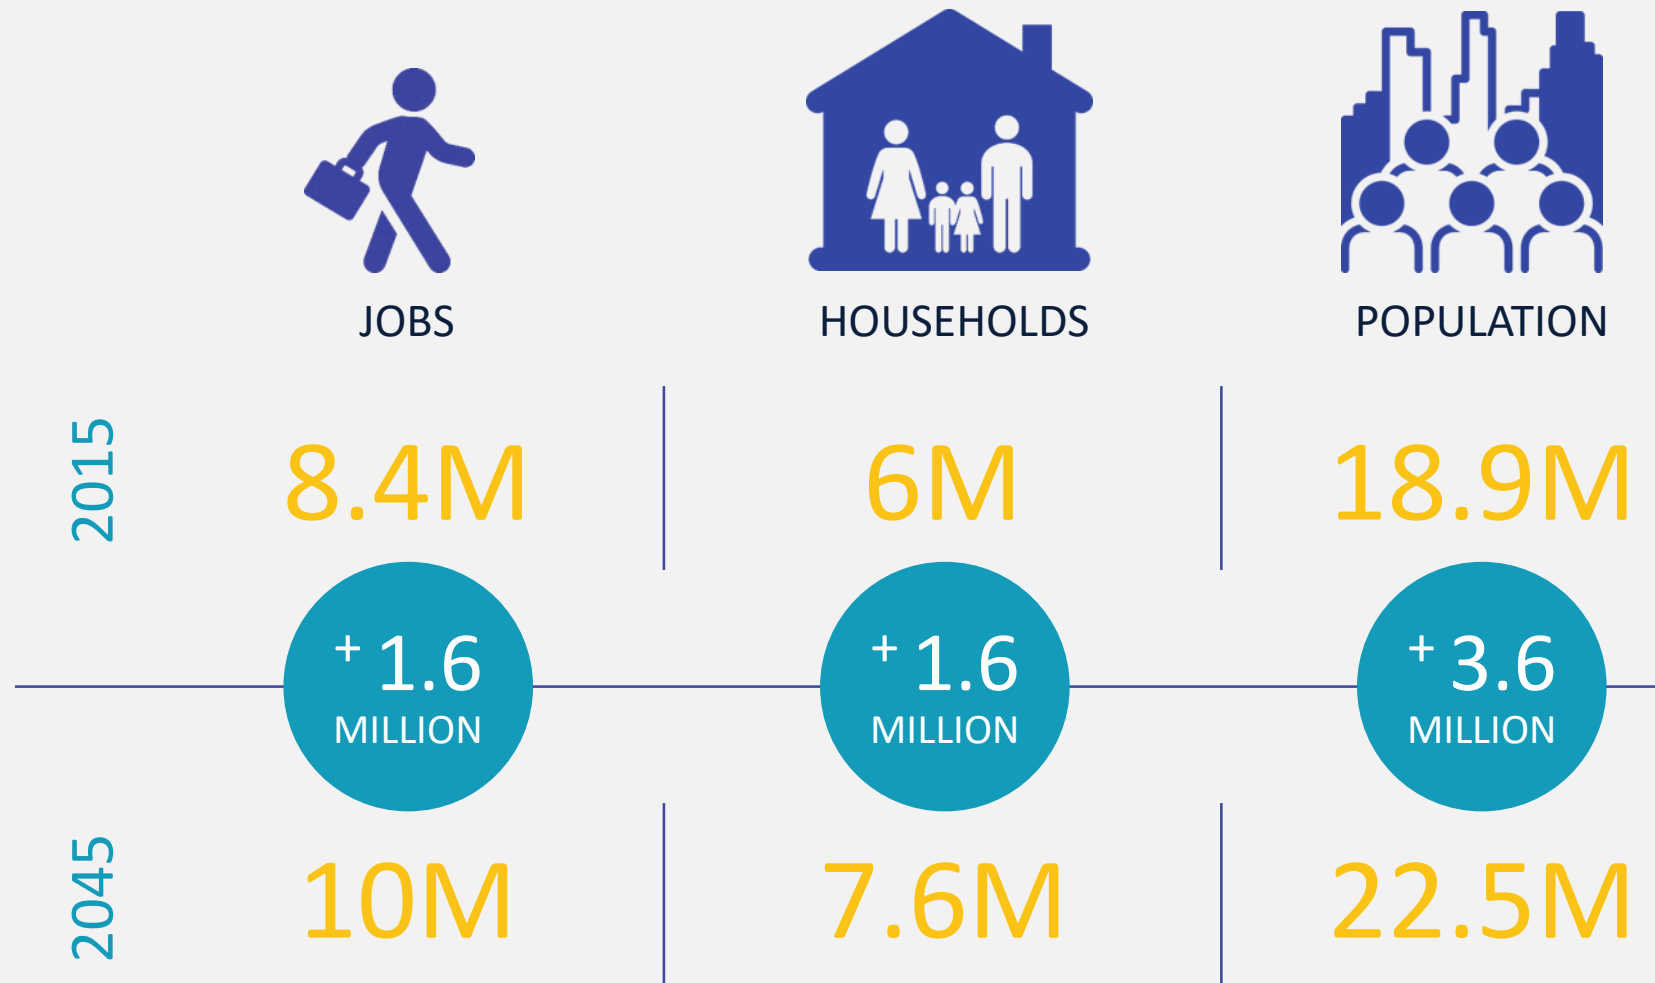 JOBS
HOUSEHOLDS
POPULATION
2015
8.4M
6M
18.9M
+ 1.6
MILLION
+ 1.6
MILLION
+ 3.6
MILLION
2045
10M
7.6M
22.5M